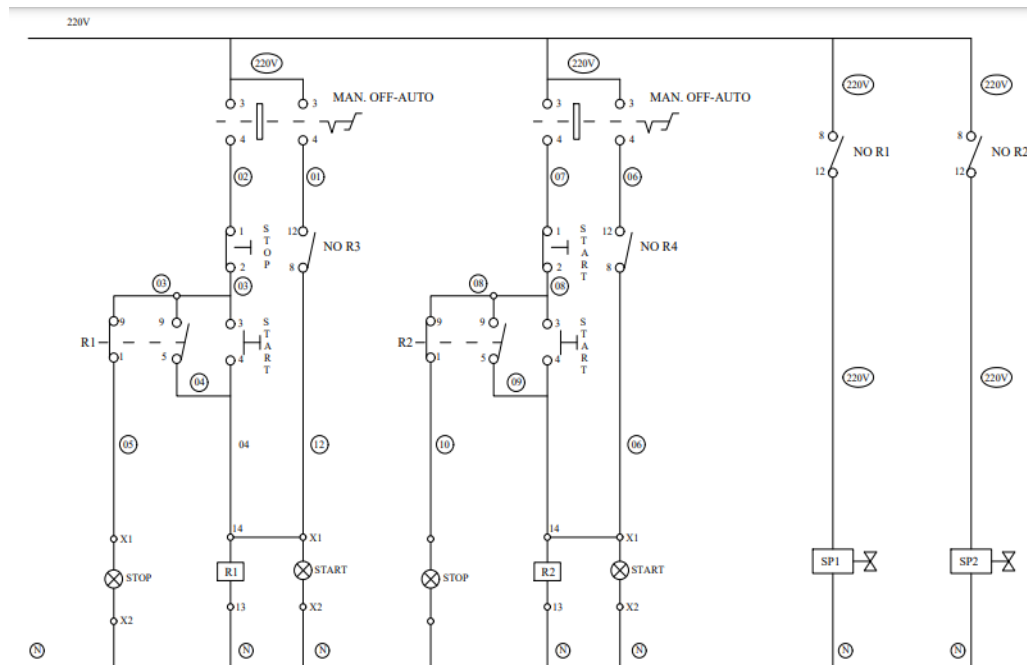 220V
220V
220V
3
3
MAN. OFF-AUTO
3
3
MAN. OFF-AUTO
220V
220V
4
4
4
4
8
NO R1
12
8
NO R2
12
02
01
07
06
1
STOP
2
12
NO R3
8
1
START
2
12
NO R4
8
03
03
08
08
9
R1
1
9
5
3
START
4
9
R2
1
9
5
3
START
4
04
09
220V
220V
05
04
12
10
06
14
14
X1
X1
X1
STOP
R1
START
STOP
R2
START
SP1
SP2
X2
13
X2
13
X2
N
N
N
N
N
N
N